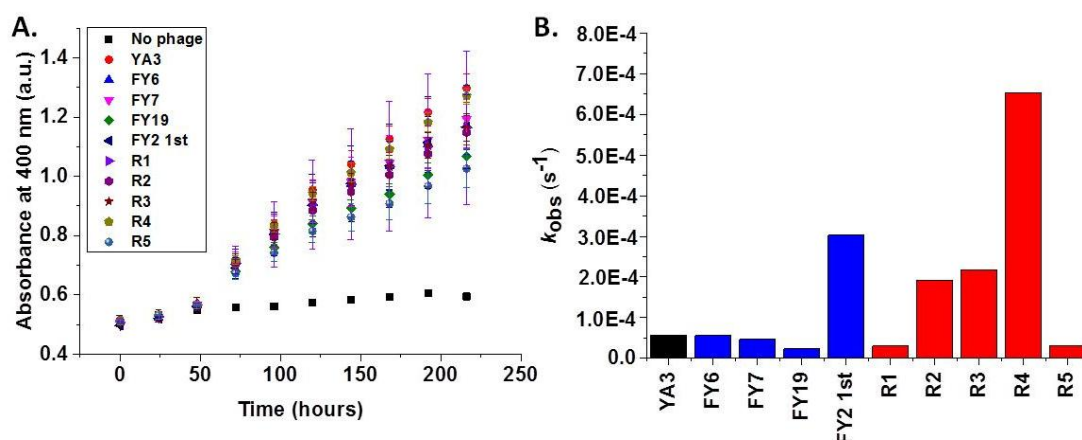 A.
Absorbance at 400 nm (a.u.)
1.4
1.2
1.0
0.8
0.6
0.4
No phage
YA3
FY6
FY7
FY19
FY2 1st
R1
R2
R3
R4
R5
0 50 100 150 200 250
Time (hours)
B.
kobs (s-1)
8.0E-4
7.0E-4
6.0E-4
5.0E-4
4.0E-4
3.0E-4
2.0E-4
1.0E-4
0.0
YA3 FY6 FY7 FY19 FY2 1st R1 R2 R3 R4 R5